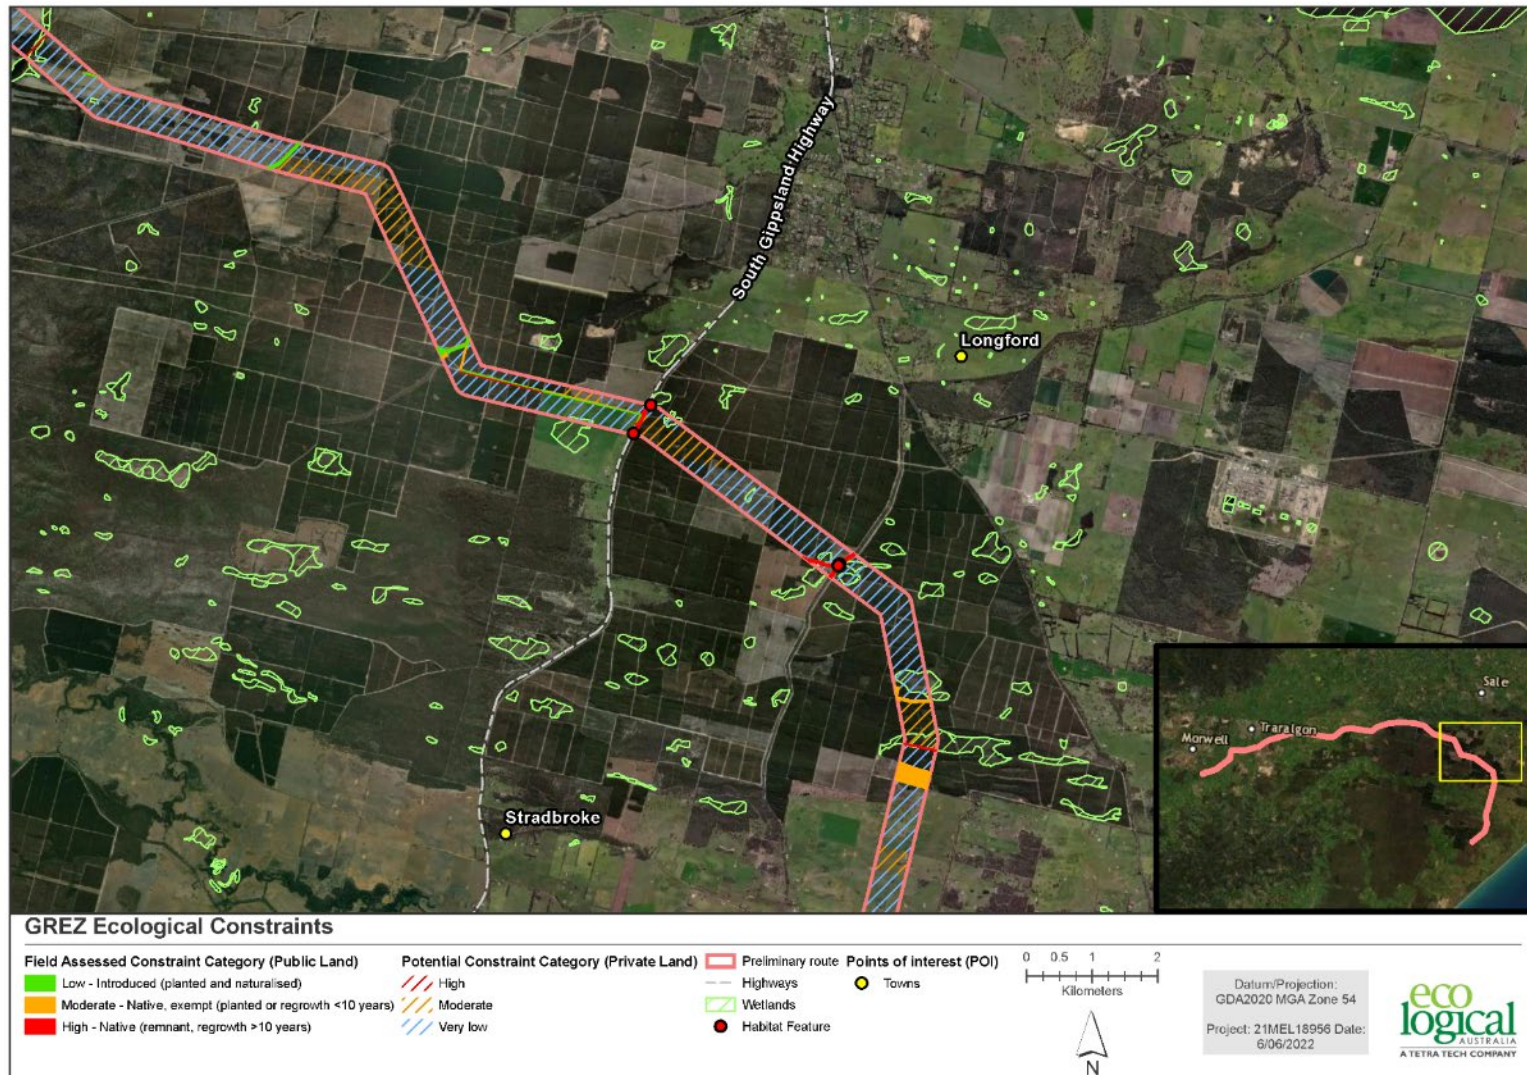 South Gippsland Highway
Longford
Stradbroke
Sale
Traralgon
Morwell
GREZ Ecological Constraints
Field Assessed Constraint Category (Public Land)
Low - Introduced (planted and naturalised)
Moderate - Native, exempt (planted or regrowth <10 years)
High - Native (remnant, regrowth >10 years)
Potential Constraint Category (Private Land)
High
Moderate
Very low
Preliminary route
Highways
Wetlands
Habitat Feature
Points of interest (POI)
Towns
0 0.5 1 2
Kilometers
N
Datum/Projection:
GDA2020 MGA Zone 54
Project: 21MEL18956 Date:
6/06/2022
eco
logical
AUSTRALIA
A TETRA TECH COMPANY